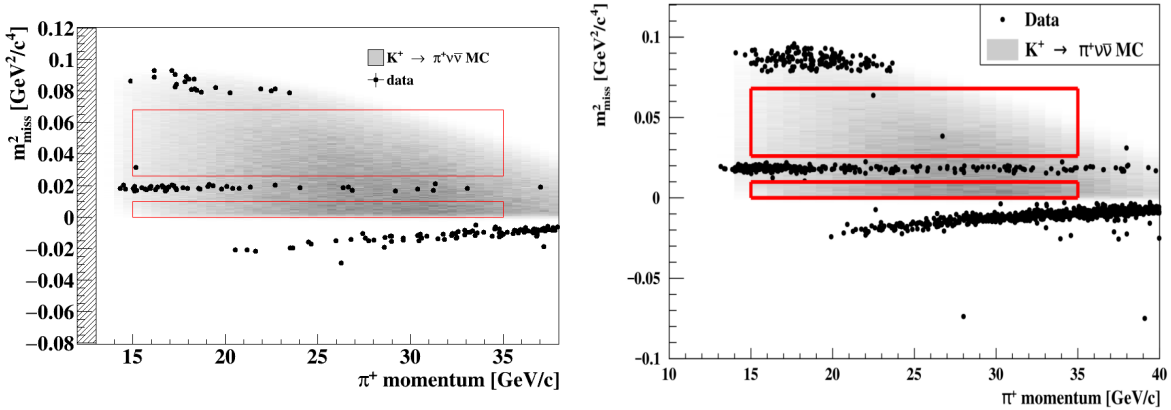 m²miss [GeV²/c⁴]
0.12
0.1
0.08
0.06
0.04
0.02
0
−0.02
−0.04
−0.06
−0.08
K⁺ → π⁺νν̄ MC
data
15 20 25 30 35
π⁺ momentum [GeV/c]
m²miss [GeV²/c⁴]
0.1
0.05
0
−0.05
−0.1
Data
K⁺ → π⁺νν̄ MC
10 15 20 25 30 35 40
π⁺ momentum [GeV/c]